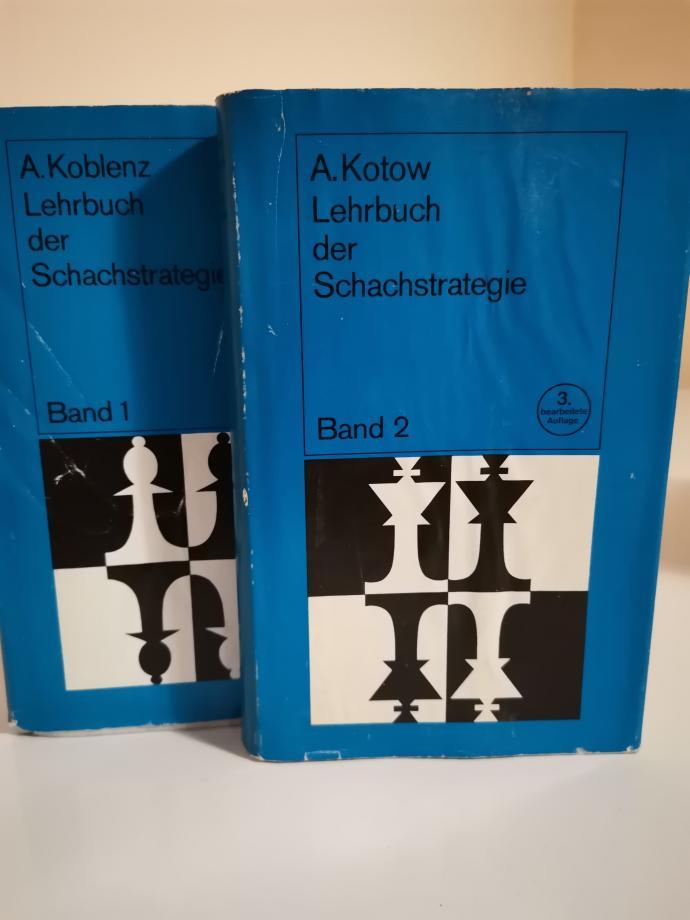 A.Koblenz
Lehrbuch
der
Schachstrategie
Band 1
A.Kotow
Lehrbuch
der
Schachstrategie
3.
bearbeitete
Auflage
Band 2